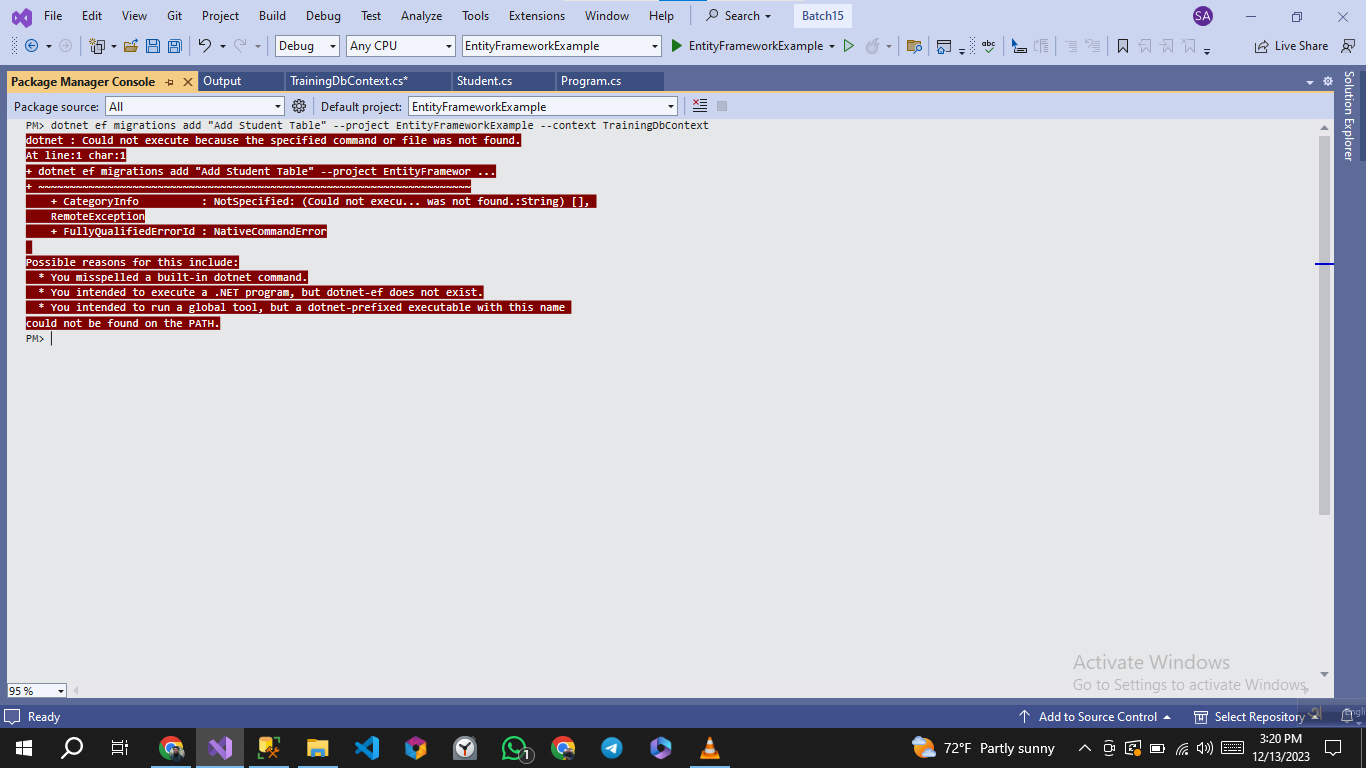 File Edit View Git Project Build Debug Test Analyze Tools Extensions Window Help Search Batch15 SA
Debug Any CPU EntityFrameworkExample EntityFrameworkExample Live Share
Package Manager Console Output TrainingDbContext.cs* Student.cs Program.cs
Solution Explorer
Package source: All Default project: EntityFrameworkExample
PM> dotnet ef migrations add "Add Student Table" --project EntityFrameworkExample --context TrainingDbContext
dotnet : Could not execute because the specified command or file was not found.
At line:1 char:1
+ dotnet ef migrations add "Add Student Table" --project EntityFramewor ...
+ ~~~~~~~~~~~~~~~~~~~~~~~~~~~~~~~~~~~~~~~~~~~~~~~~~~~~~~~~~~~~~~~~~~~~~
+ CategoryInfo : NotSpecified: (Could not execu... was not found.:String) [],
RemoteException
+ FullyQualifiedErrorId : NativeCommandError
Possible reasons for this include:
* You misspelled a built-in dotnet command.
* You intended to execute a .NET program, but dotnet-ef does not exist.
* You intended to run a global tool, but a dotnet-prefixed executable with this name
could not be found on the PATH.
PM>
Activate Windows
Go to Settings to activate Windows.
95 %
Ready Add to Source Control Select Repository অ Engli
1 72°F Partly sunny 3:20 PM
12/13/2023